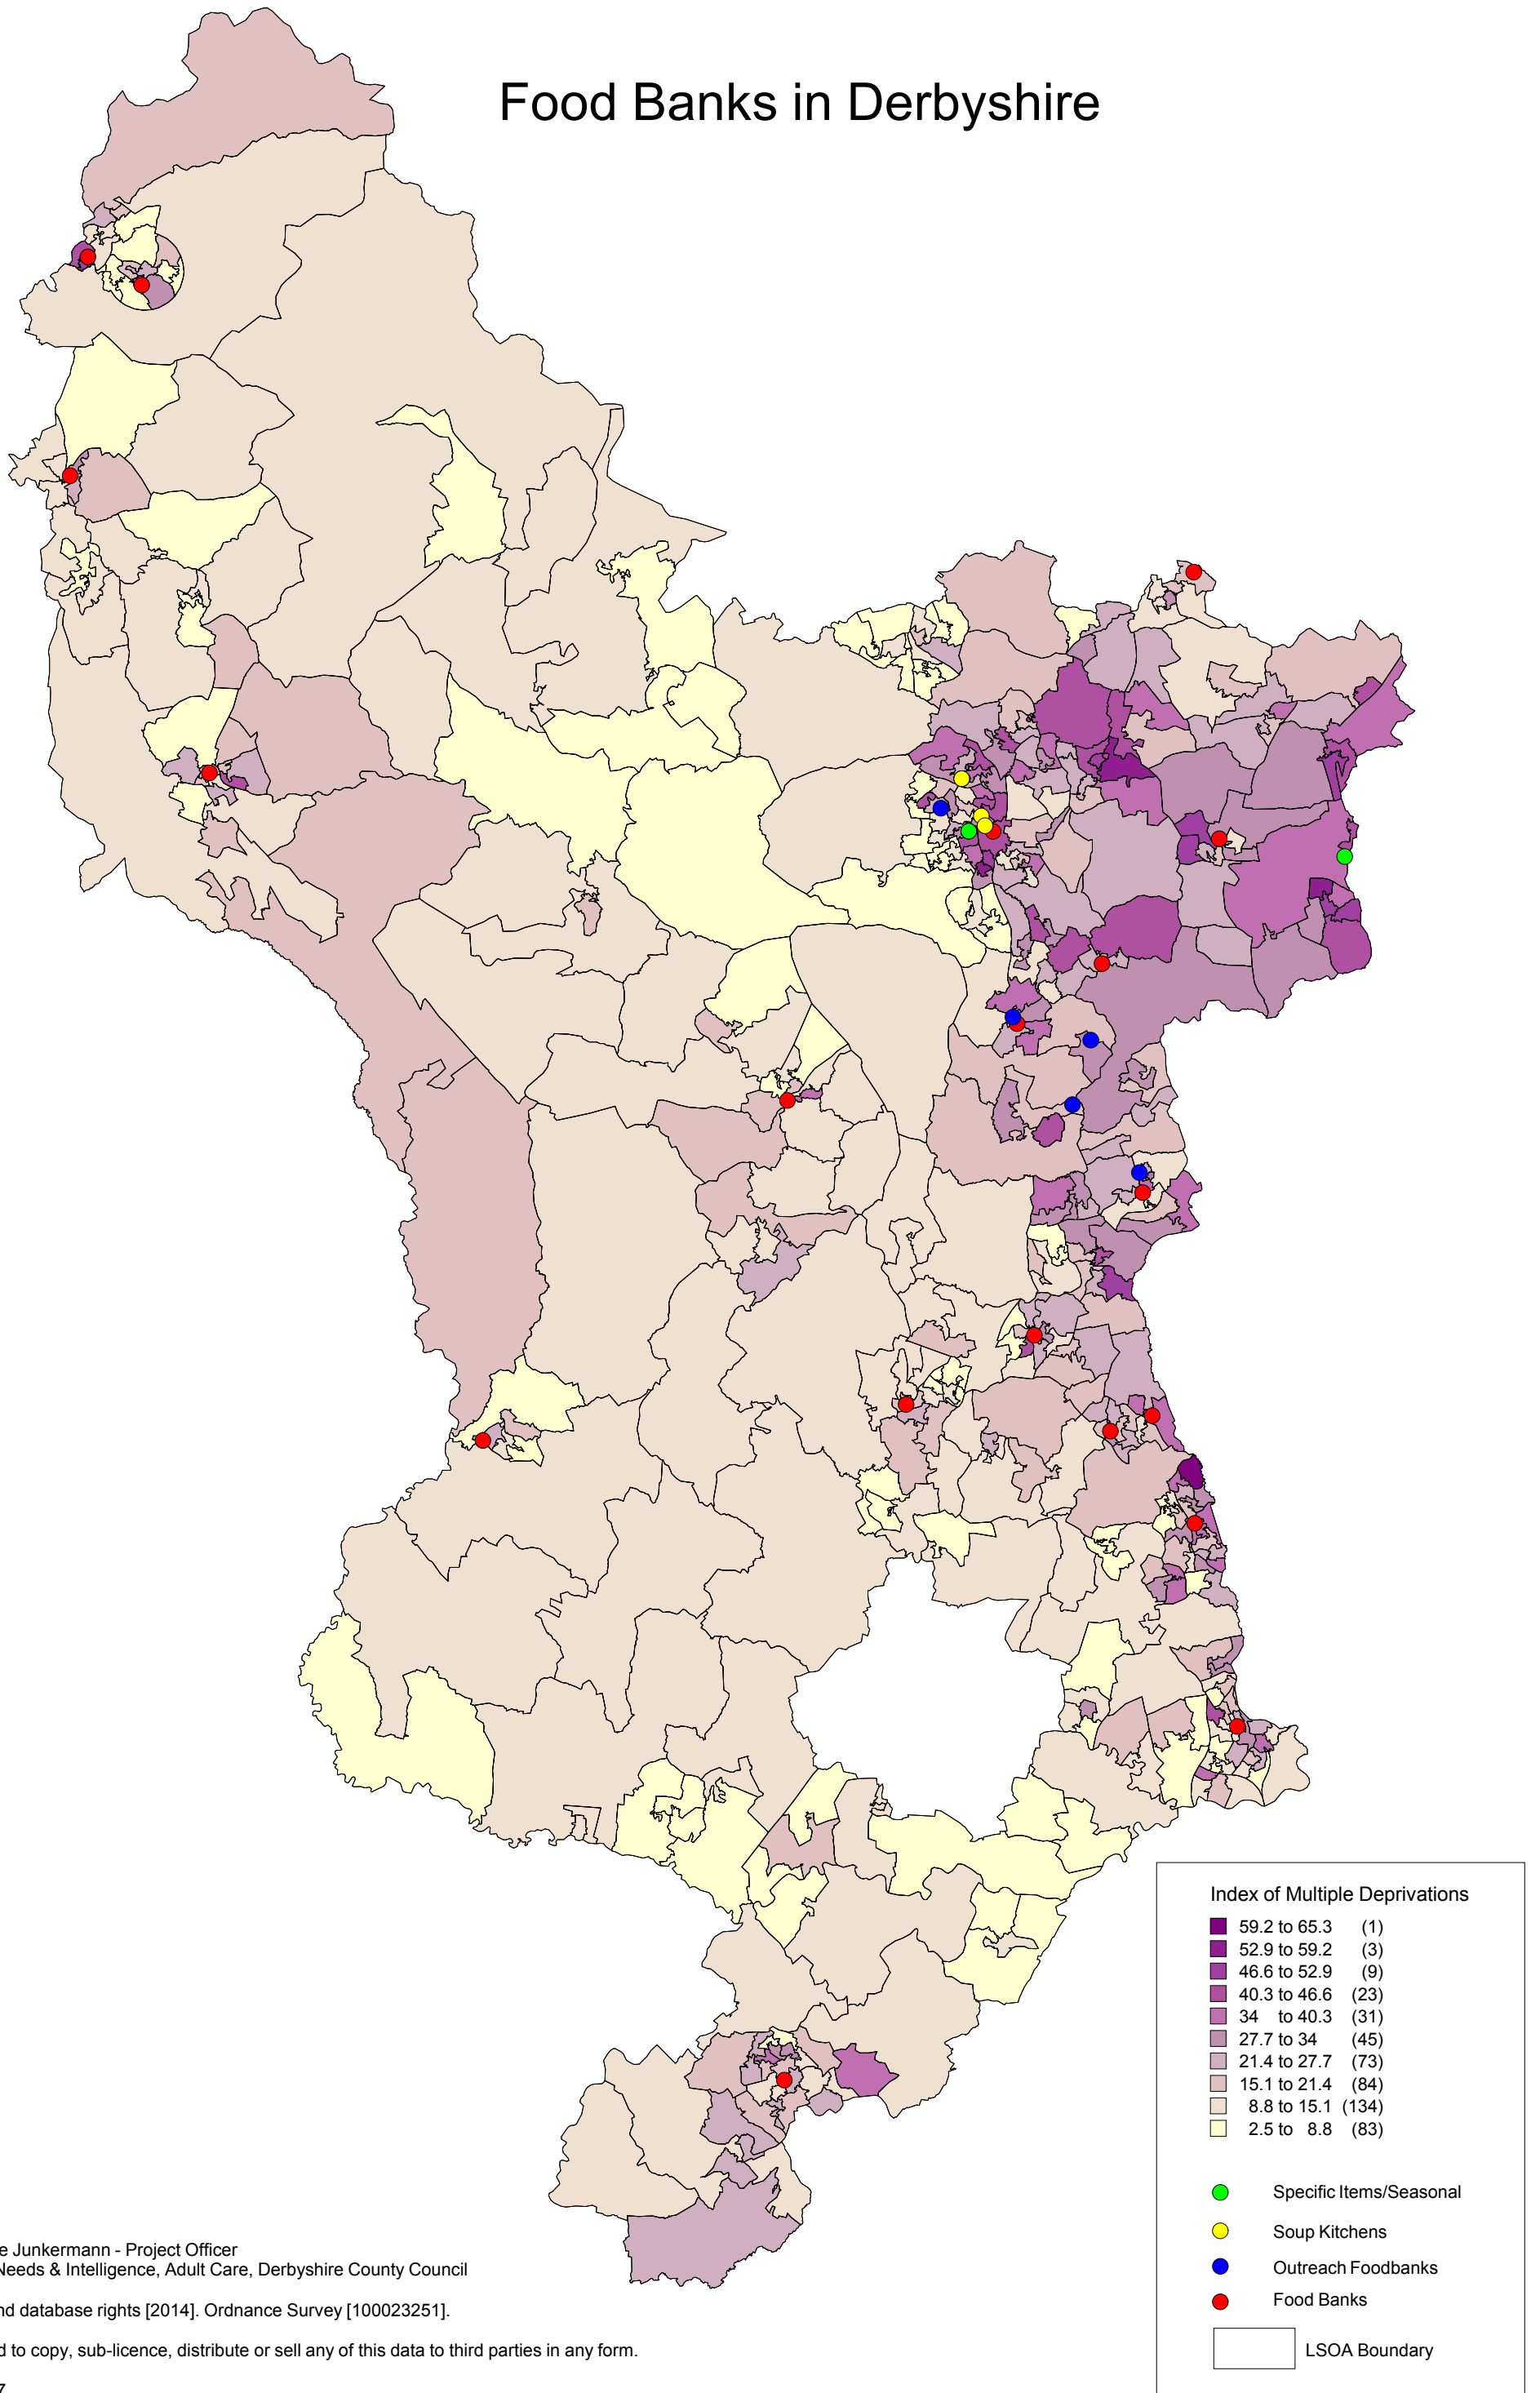 Food Banks in Derbyshire
Index of Multiple Deprivations
59.2 to 65.3 (1)
52.9 to 59.2 (3)
46.6 to 52.9 (9)
40.3 to 46.6 (23)
34 to 40.3 (31)
27.7 to 34 (45)
21.4 to 27.7 (73)
15.1 to 21.4 (84)
8.8 to 15.1 (134)
2.5 to 8.8 (83)
Specific Items/Seasonal
Soup Kitchens
Outreach Foodbanks
Food Banks
LSOA Boundary
e Junkermann - Project Officer
Needs & Intelligence, Adult Care, Derbyshire County Council
nd database rights [2014]. Ordnance Survey [100023251].
d to copy, sub-licence, distribute or sell any of this data to third parties in any form.